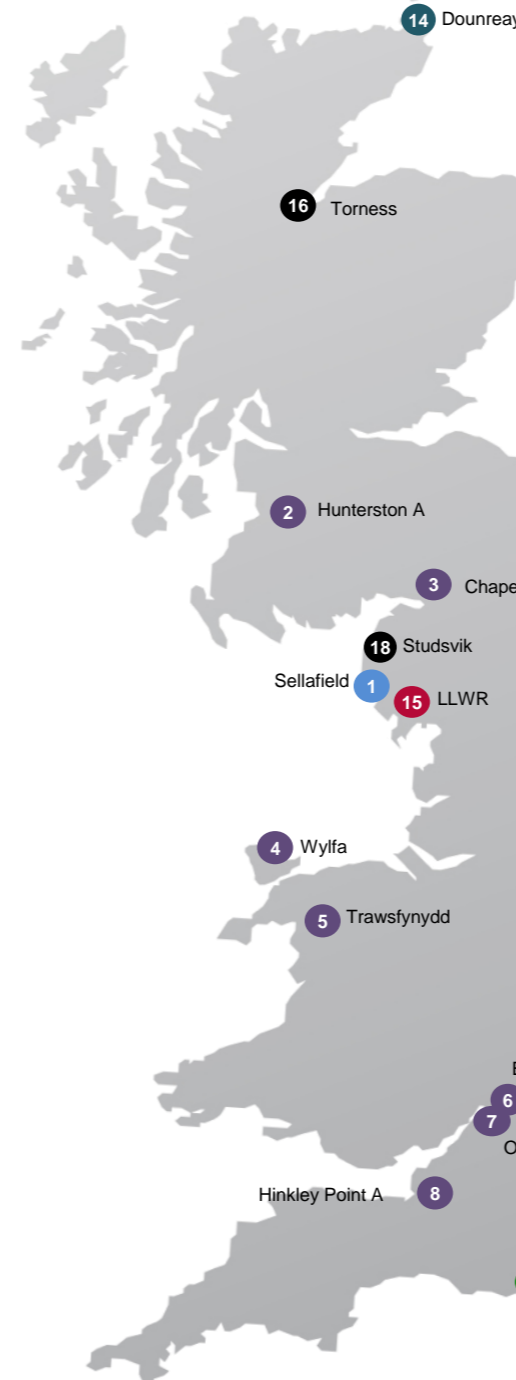 14 Dounreay
16 Torness
2 Hunterston A
3 Chape
18 Studsvik
Sellafield 1
15 LLWR
4 Wylfa
5 Trawsfynydd
6
7
O
Hinkley Point A 8